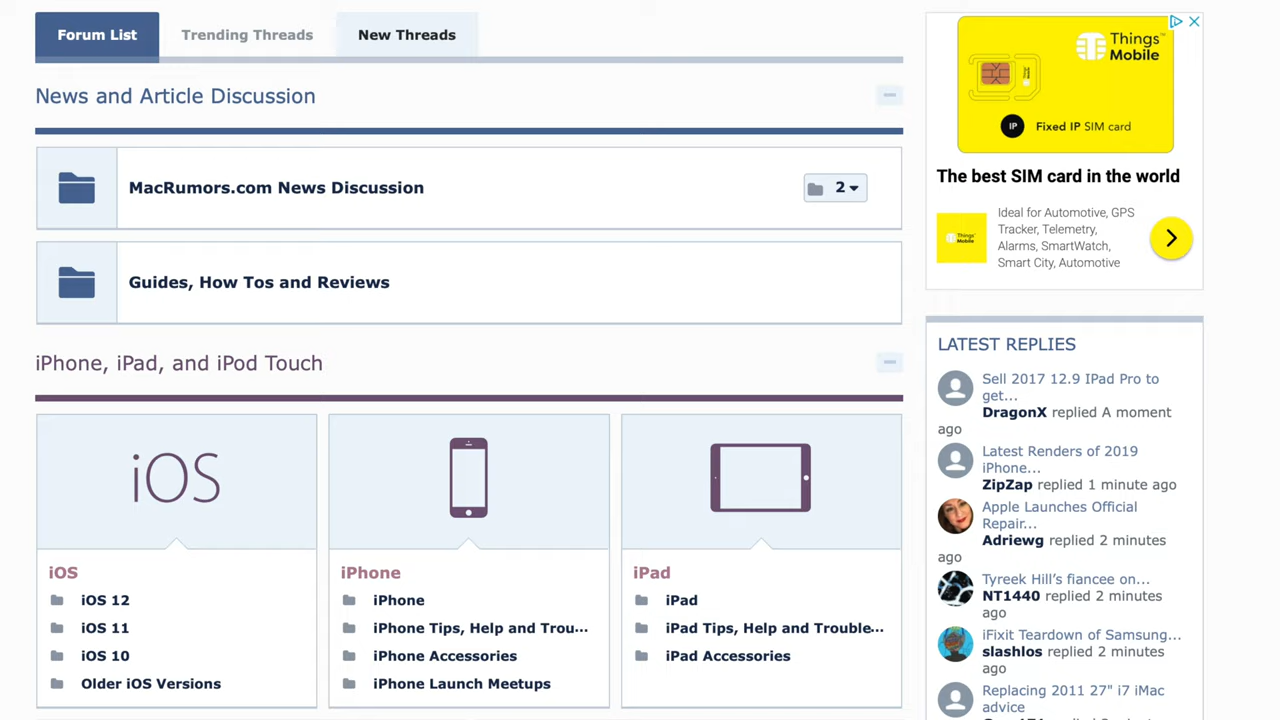 Forum List
Trending Threads
New Threads
News and Article Discussion
MacRumors.com News Discussion
2
Guides, How Tos and Reviews
iPhone, iPad, and iPod Touch
iOS
iOS
iOS 12
iOS 11
iOS 10
Older iOS Versions
iPhone
iPhone
iPhone Tips, Help and Trou...
iPhone Accessories
iPhone Launch Meetups
iPad
iPad
iPad Tips, Help and Trouble...
iPad Accessories
Things
Mobile
IP Fixed IP SIM card
The best SIM card in the world
Things
Mobile
Ideal for Automotive, GPS
Tracker, Telemetry,
Alarms, SmartWatch,
Smart City, Automotive
LATEST REPLIES
Sell 2017 12.9 IPad Pro to
get...
DragonX replied A moment
ago
Latest Renders of 2019
iPhone...
ZipZap replied 1 minute ago
Apple Launches Official
Repair...
Adriewg replied 2 minutes
ago
Tyreek Hill’s fiancee on...
NT1440 replied 2 minutes
ago
iFixit Teardown of Samsung...
slashlos replied 2 minutes
ago
Replacing 2011 27" i7 iMac
advice